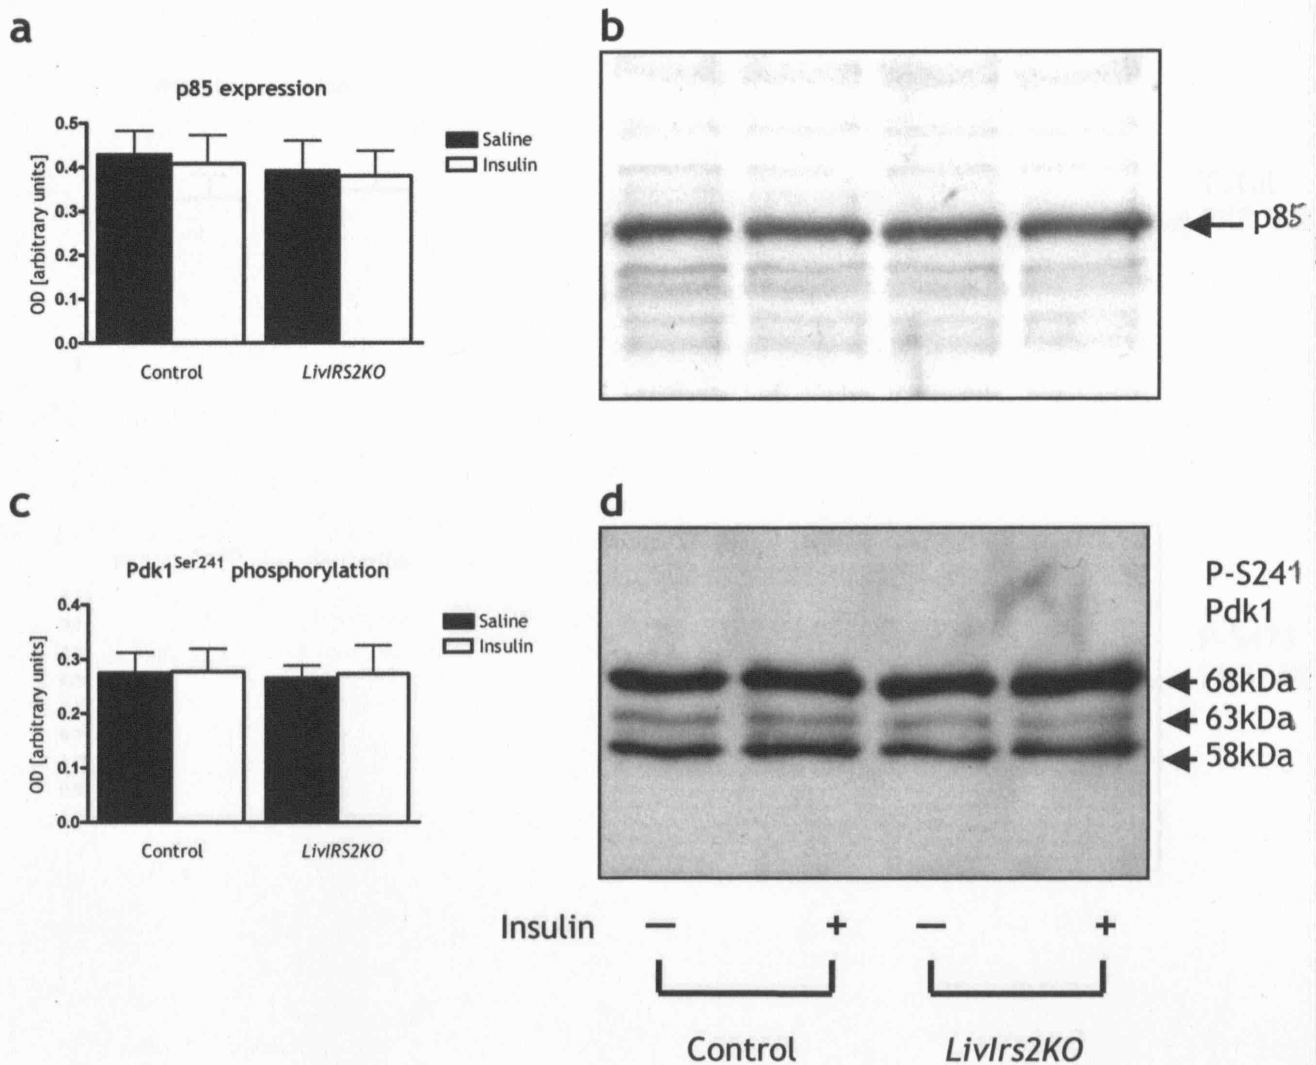 a
p85 expression
0.5
0.4
0.3
0.2
0.1
0.0
OD [arbitrary units]
Saline
Insulin
Control
LivIRS2KO
b
p85
c
Pdk1Ser241 phosphorylation
0.4
0.3
0.2
0.1
0.0
OD [arbitrary units]
Saline
Insulin
Control
LivIRS2KO
d
P-S241
Pdk1
68kDa
63kDa
58kDa
Insulin − + − +
Control LivIrs2KO